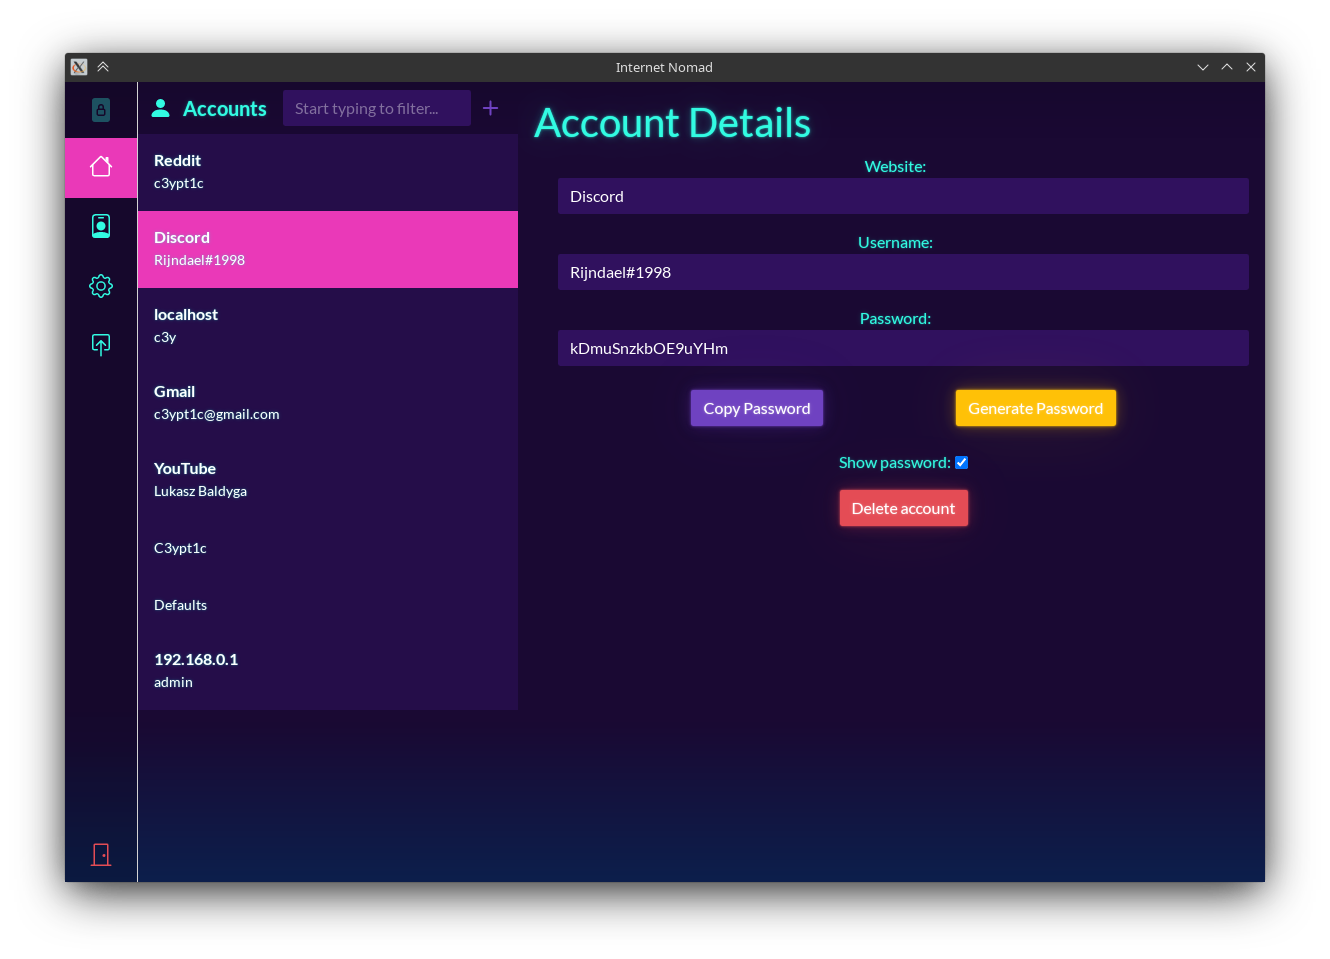 Internet Nomad
Accounts
Start typing to filter...
Reddit
c3ypt1c
Discord
Rijndael#1998
localhost
c3y
Gmail
c3ypt1c@gmail.com
YouTube
Lukasz Baldyga
C3ypt1c
Defaults
192.168.0.1
admin
Account Details
Website:
Discord
Username:
Rijndael#1998
Password:
kDmuSnzkbOE9uYHm
Copy Password
Generate Password
Show password:
Delete account